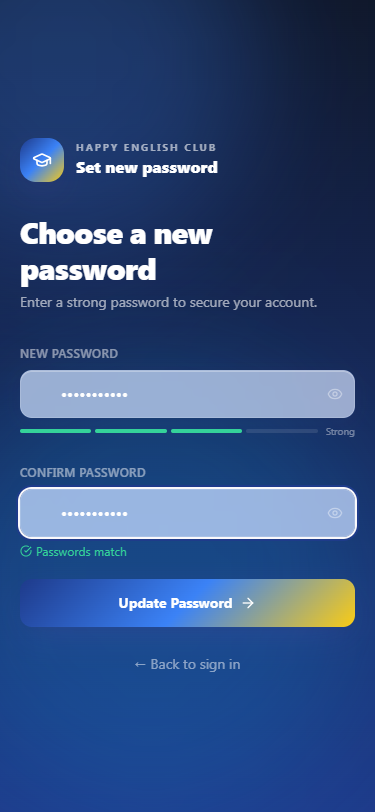 HAPPY ENGLISH CLUB
Set new password
Choose a new
password
Enter a strong password to secure your account.
NEW PASSWORD
•••••••••••
Strong
CONFIRM PASSWORD
•••••••••••
Passwords match
Update Password →
← Back to sign in